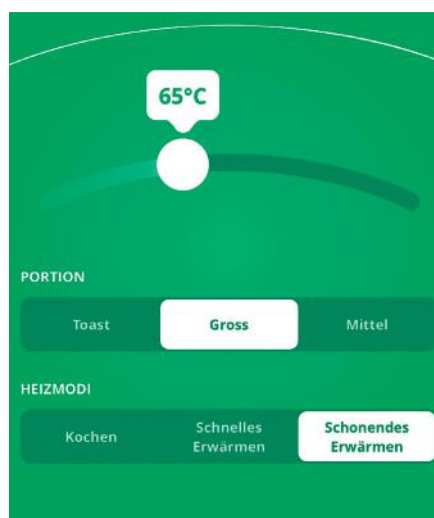 65°C
PORTION
Toast
Gross
Mittel
HEIZMODI
Kochen
Schnelles
Erwärmen
Schonendes
Erwärmen